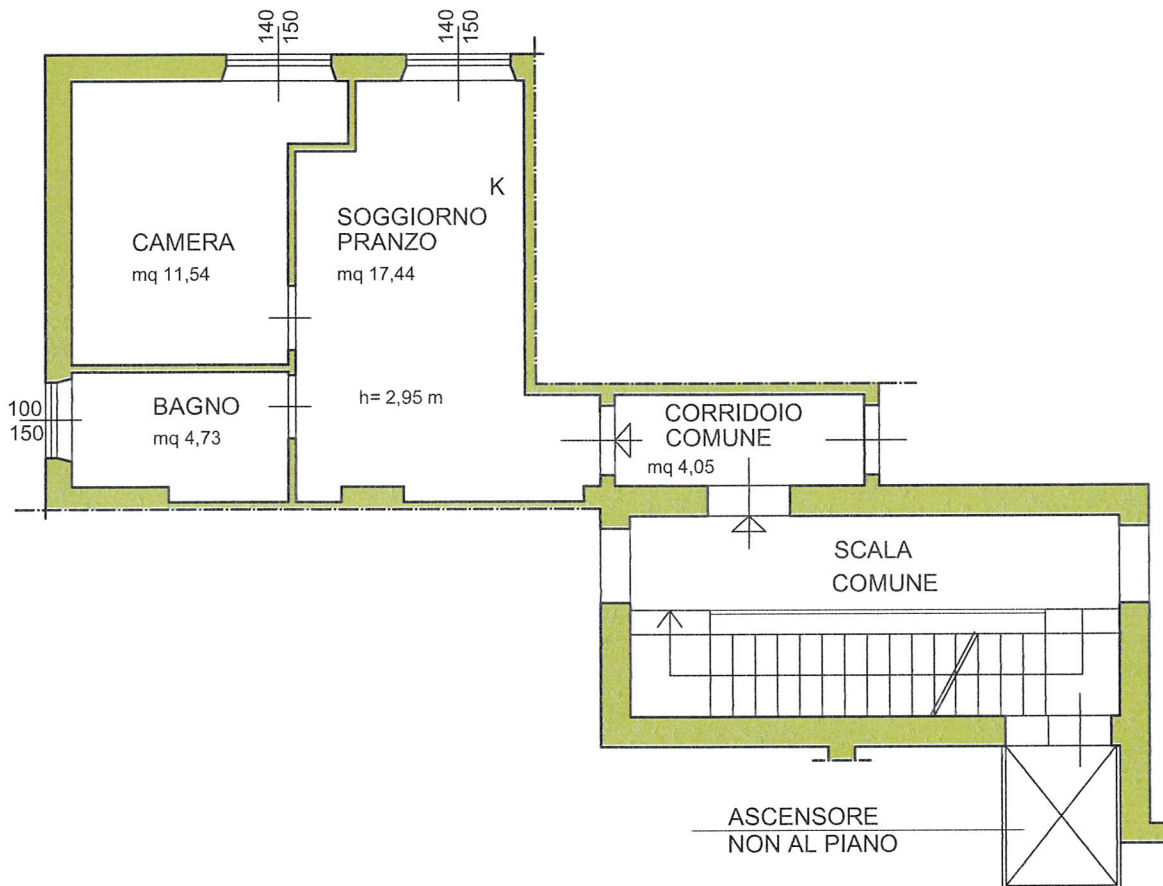 140
150
140
150
K
SOGGIORNO
PRANZO
mq 17,44
CAMERA
mq 11,54
h= 2,95 m
BAGNO
mq 4,73
100
150
CORRIDOIO
COMUNE
mq 4,05
SCALA
COMUNE
ASCENSORE
NON AL PIANO